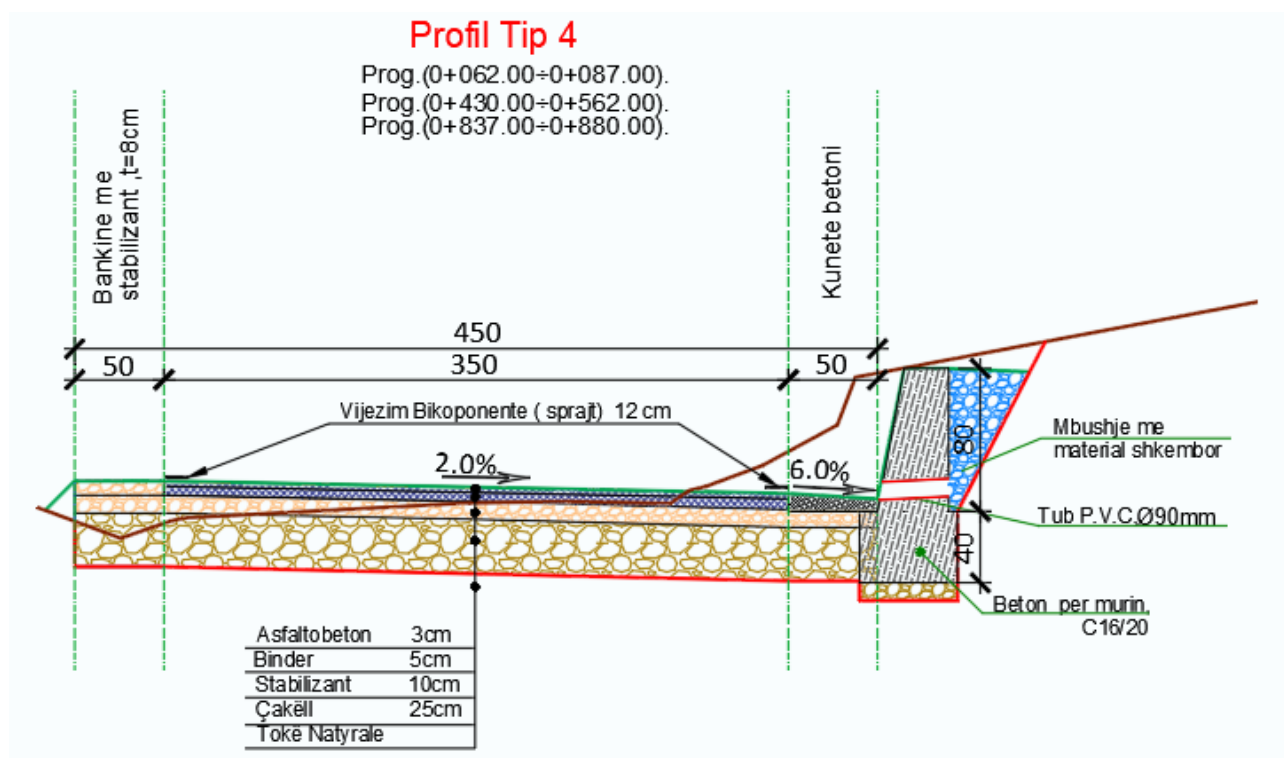 Profil Tip 4
Prog.(0+062.00÷0+087.00).
Prog.(0+430.00÷0+562.00).
Prog.(0+837.00÷0+880.00).
Bankine me
stabilizant ,t=8cm
Kunete betoni
450
50
350
50
Vijezim Bikoponente ( sprajt) 12 cm
2.0%
6.0%
80
Mbushje me
material shkembor
Tub P.V.C.Ø90mm
40
Beton per murin,
C16/20
Asfaltobeton 3cm
Binder 5cm
Stabilizant 10cm
Çakëll 25cm
Tokë Natyrale